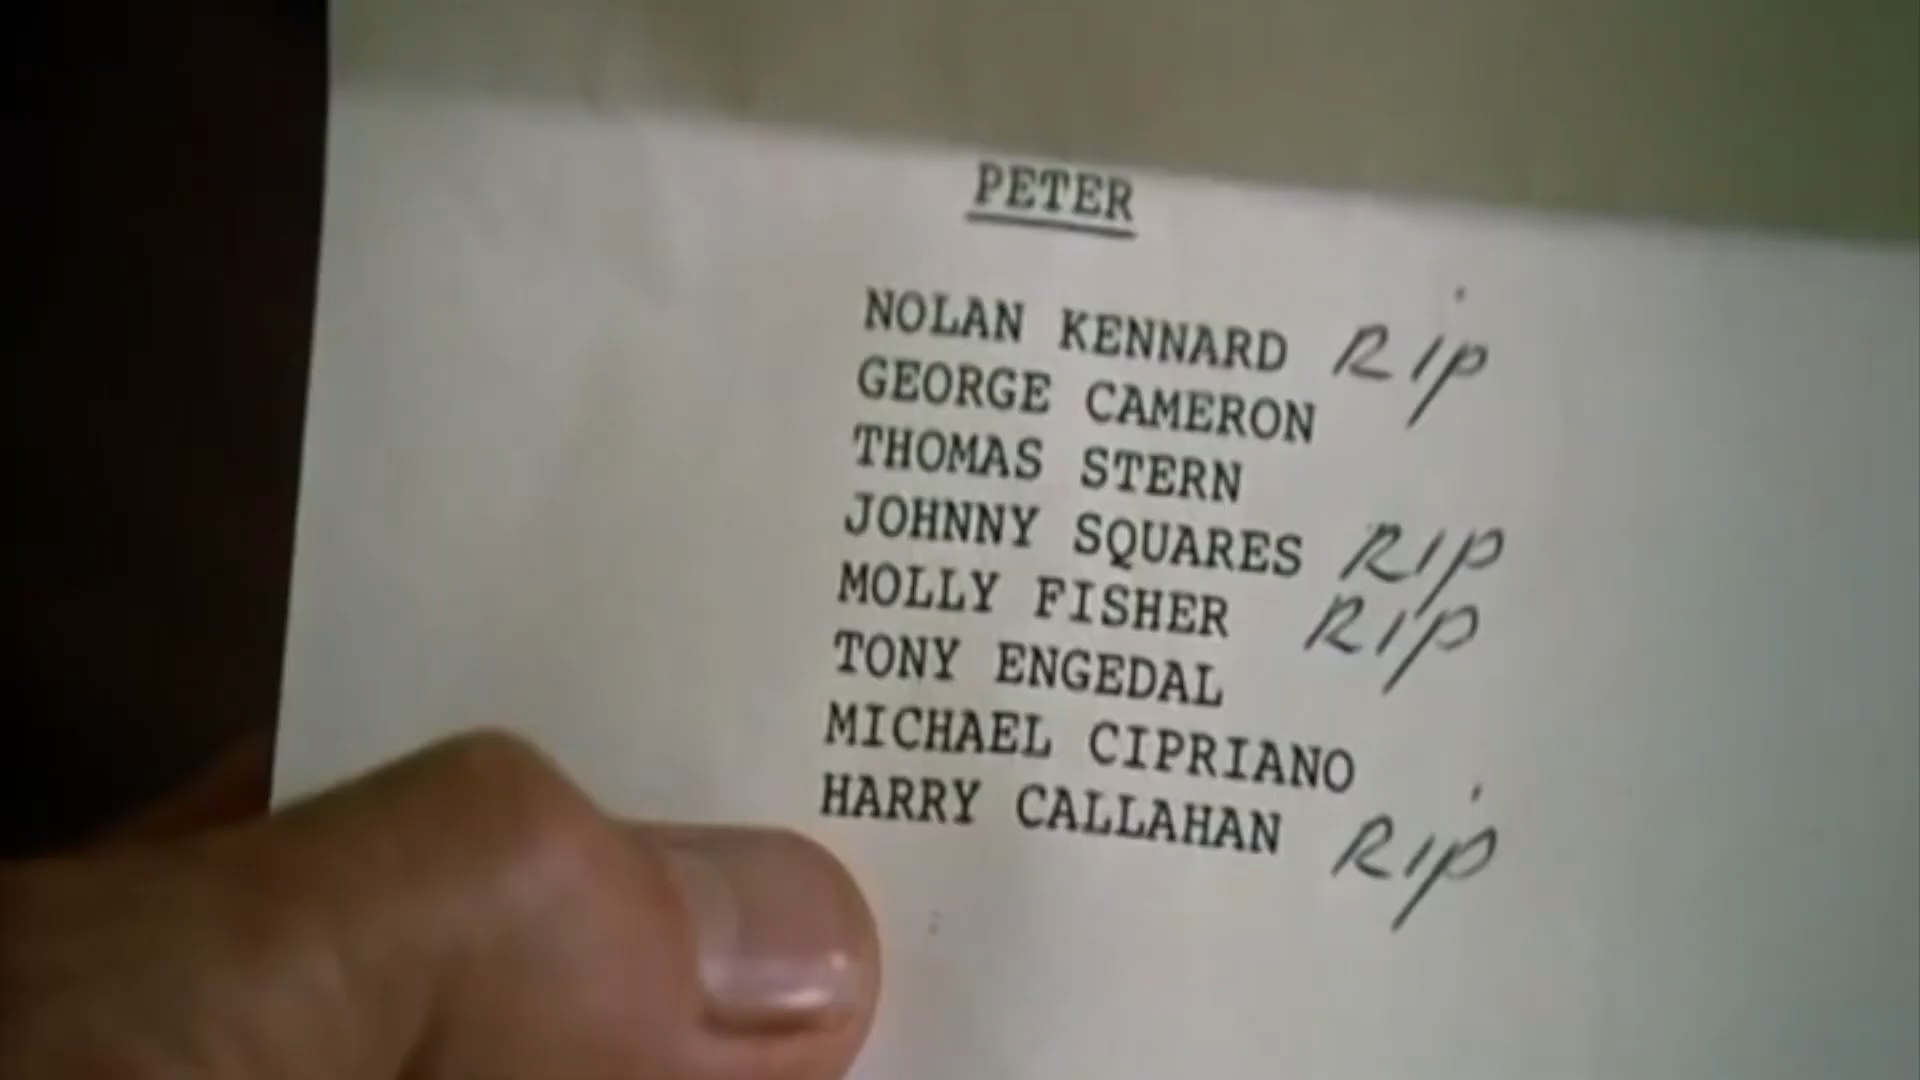 PETER
NOLAN KENNARD RiP
GEORGE CAMERON
THOMAS STERN
JOHNNY SQUARES RIP
MOLLY FISHER RIP
TONY ENGEDAL
MICHAEL CIPRIANO
HARRY CALLAHAN RiP